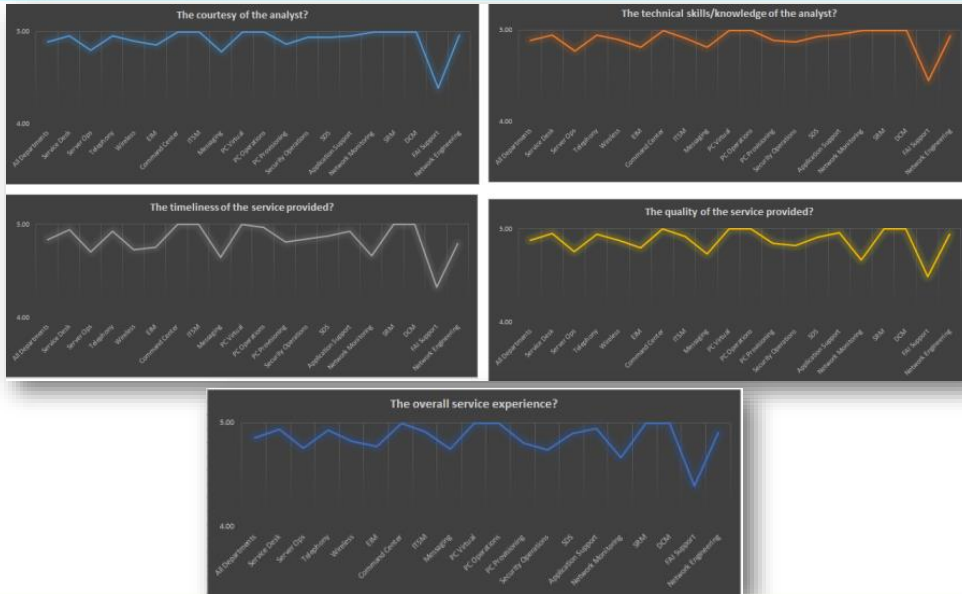 The courtesy of the analyst?
5.00
4.00
All Departments
Service Desk
Server Ops
Telephony
Wireless
EIM
Command Center
ITSM
Messaging
PC Virtual
PC Operations
PC Provisioning
Security Operations
SDS
Application Support
Network Monitoring
SRM
DCM
FAI Support
Network Engineering
The technical skills/knowledge of the analyst?
5.00
4.00
All Departments
Service Desk
Server Ops
Telephony
Wireless
EIM
Command Center
ITSM
Messaging
PC Virtual
PC Operations
PC Provisioning
Security Operations
SDS
Application Support
Network Monitoring
SRM
DCM
FAI Support
Network Engineering
The timeliness of the service provided?
5.00
4.00
All Departments
Service Desk
Server Ops
Telephony
Wireless
EIM
Command Center
ITSM
Messaging
PC Virtual
PC Operations
PC Provisioning
Security Operations
SDS
Application Support
Network Monitoring
SRM
DCM
FAI Support
Network Engineering
The quality of the service provided?
5.00
4.00
All Departments
Service Desk
Server Ops
Telephony
Wireless
EIM
Command Center
ITSM
Messaging
PC Virtual
PC Operations
PC Provisioning
Security Operations
SDS
Application Support
Network Monitoring
SRM
DCM
FAI Support
Network Engineering
The overall service experience?
5.00
4.00
All Departments
Service Desk
Server Ops
Telephony
Wireless
EIM
Command Center
ITSM
Messaging
PC Virtual
PC Operations
PC Provisioning
Security Operations
SDS
Application Support
Network Monitoring
SRM
DCM
FAI Support
Network Engineering